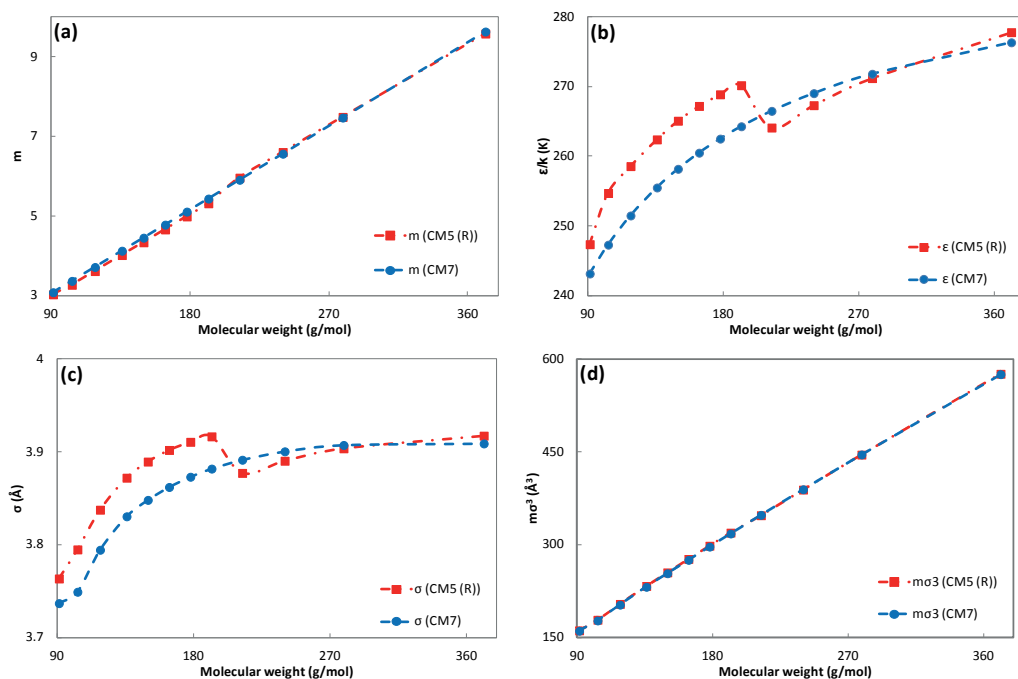 (a)
9
7
5
3
m
m (CM5 (R))
m (CM7)
90
180
270
360
Molecular weight (g/mol)
(b)
280
270
260
250
240
ε/k (K)
ε (CM5 (R))
ε (CM7)
90
180
270
360
Molecular weight (g/mol)
(c)
4
3.9
3.8
3.7
σ (Å)
σ (CM5 (R))
σ (CM7)
90
180
270
360
Molecular weight (g/mol)
(d)
600
450
300
150
mσ³ (Å³)
mσ3 (CM5 (R))
mσ3 (CM7)
90
180
270
360
Molecular weight (g/mol)